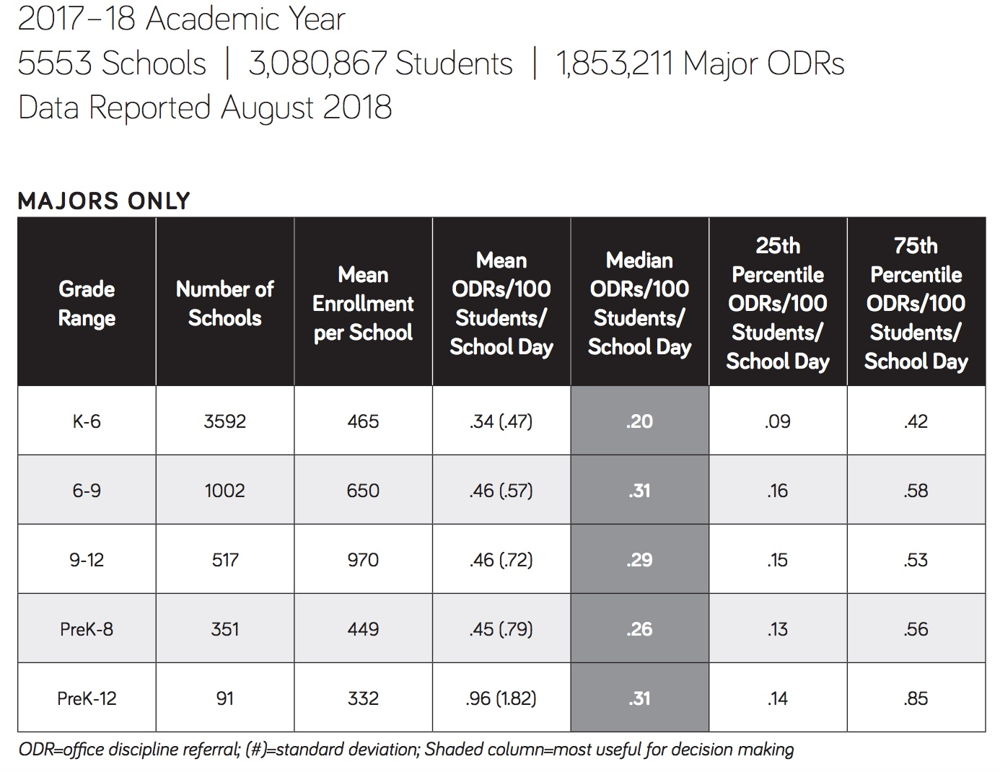 2017–18 Academic Year
5553 Schools | 3,080,867 Students | 1,853,211 Major ODRs
Data Reported August 2018
MAJORS ONLY
Grade
Range
Number of
Schools
Mean
Enrollment
per School
Mean
ODRs/100
Students/
School Day
Median
ODRs/100
Students/
School Day
25th
Percentile
ODRs/100
Students/
School Day
75th
Percentile
ODRs/100
Students/
School Day
K-6 3592 465 .34 (.47) .20 .09 .42
6-9 1002 650 .46 (.57) .31 .16 .58
9-12 517 970 .46 (.72) .29 .15 .53
PreK-8 351 449 .45 (.79) .26 .13 .56
PreK-12 91 332 .96 (1.82) .31 .14 .85
ODR=office discipline referral; (#)=standard deviation; Shaded column=most useful for decision making